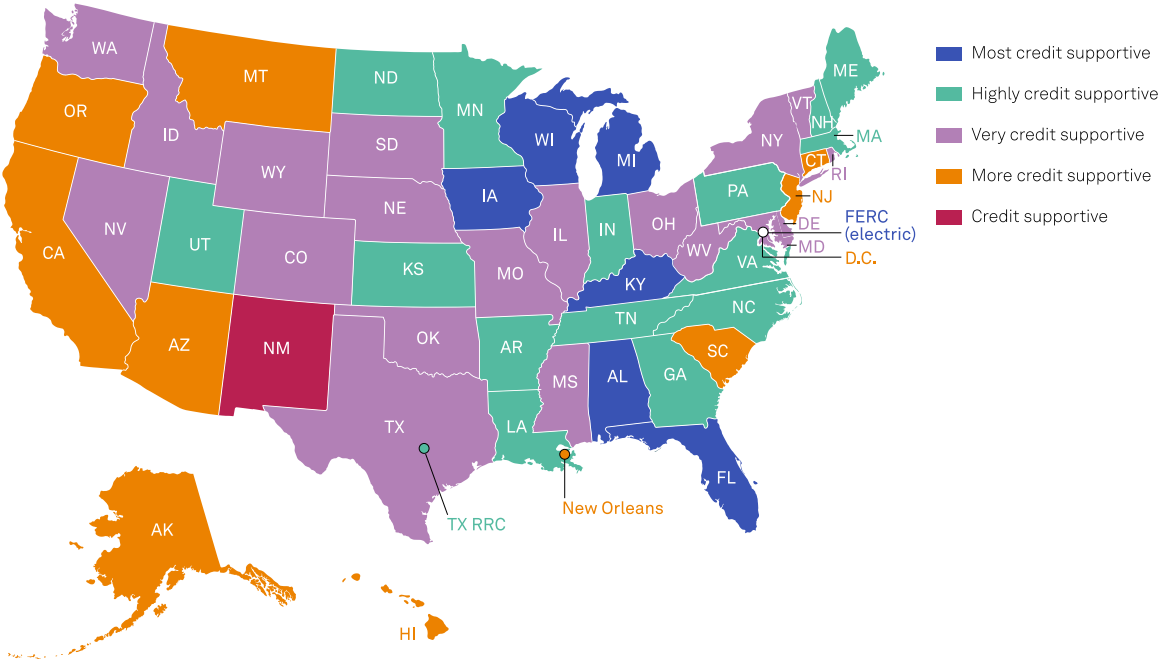 WA
MT
ND
MN
ME
OR
ID
SD
WI
MI
VT
NH
NY
MA
WY
CT
RI
IA
NE
PA
NJ
NV
UT
CO
KS
MO
IL
IN
OH
WV
DE
FERC
(electric)
MD
D.C.
VA
KY
CA
AZ
NM
OK
AR
TN
NC
SC
MS
AL
GA
TX
LA
FL
TX RRC
New Orleans
AK
HI
Most credit supportive
Highly credit supportive
Very credit supportive
More credit supportive
Credit supportive